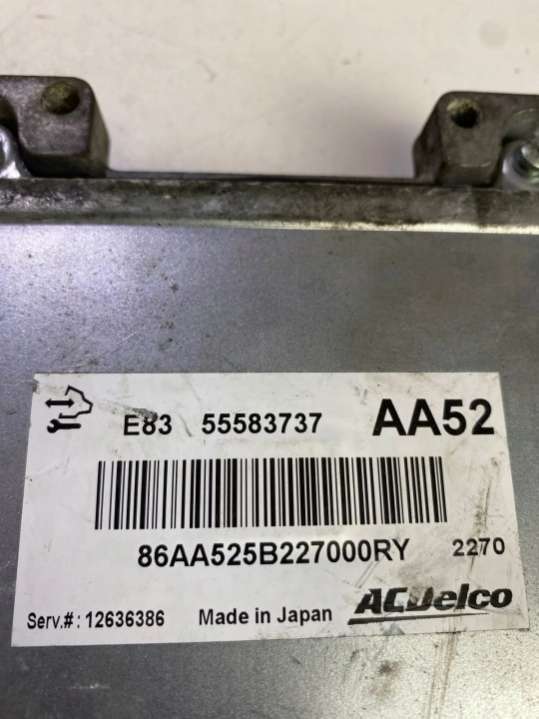 E83 55583737 AA52
86AA525B227000RY 2270
Serv.#: 12636386 Made in Japan ACDelco